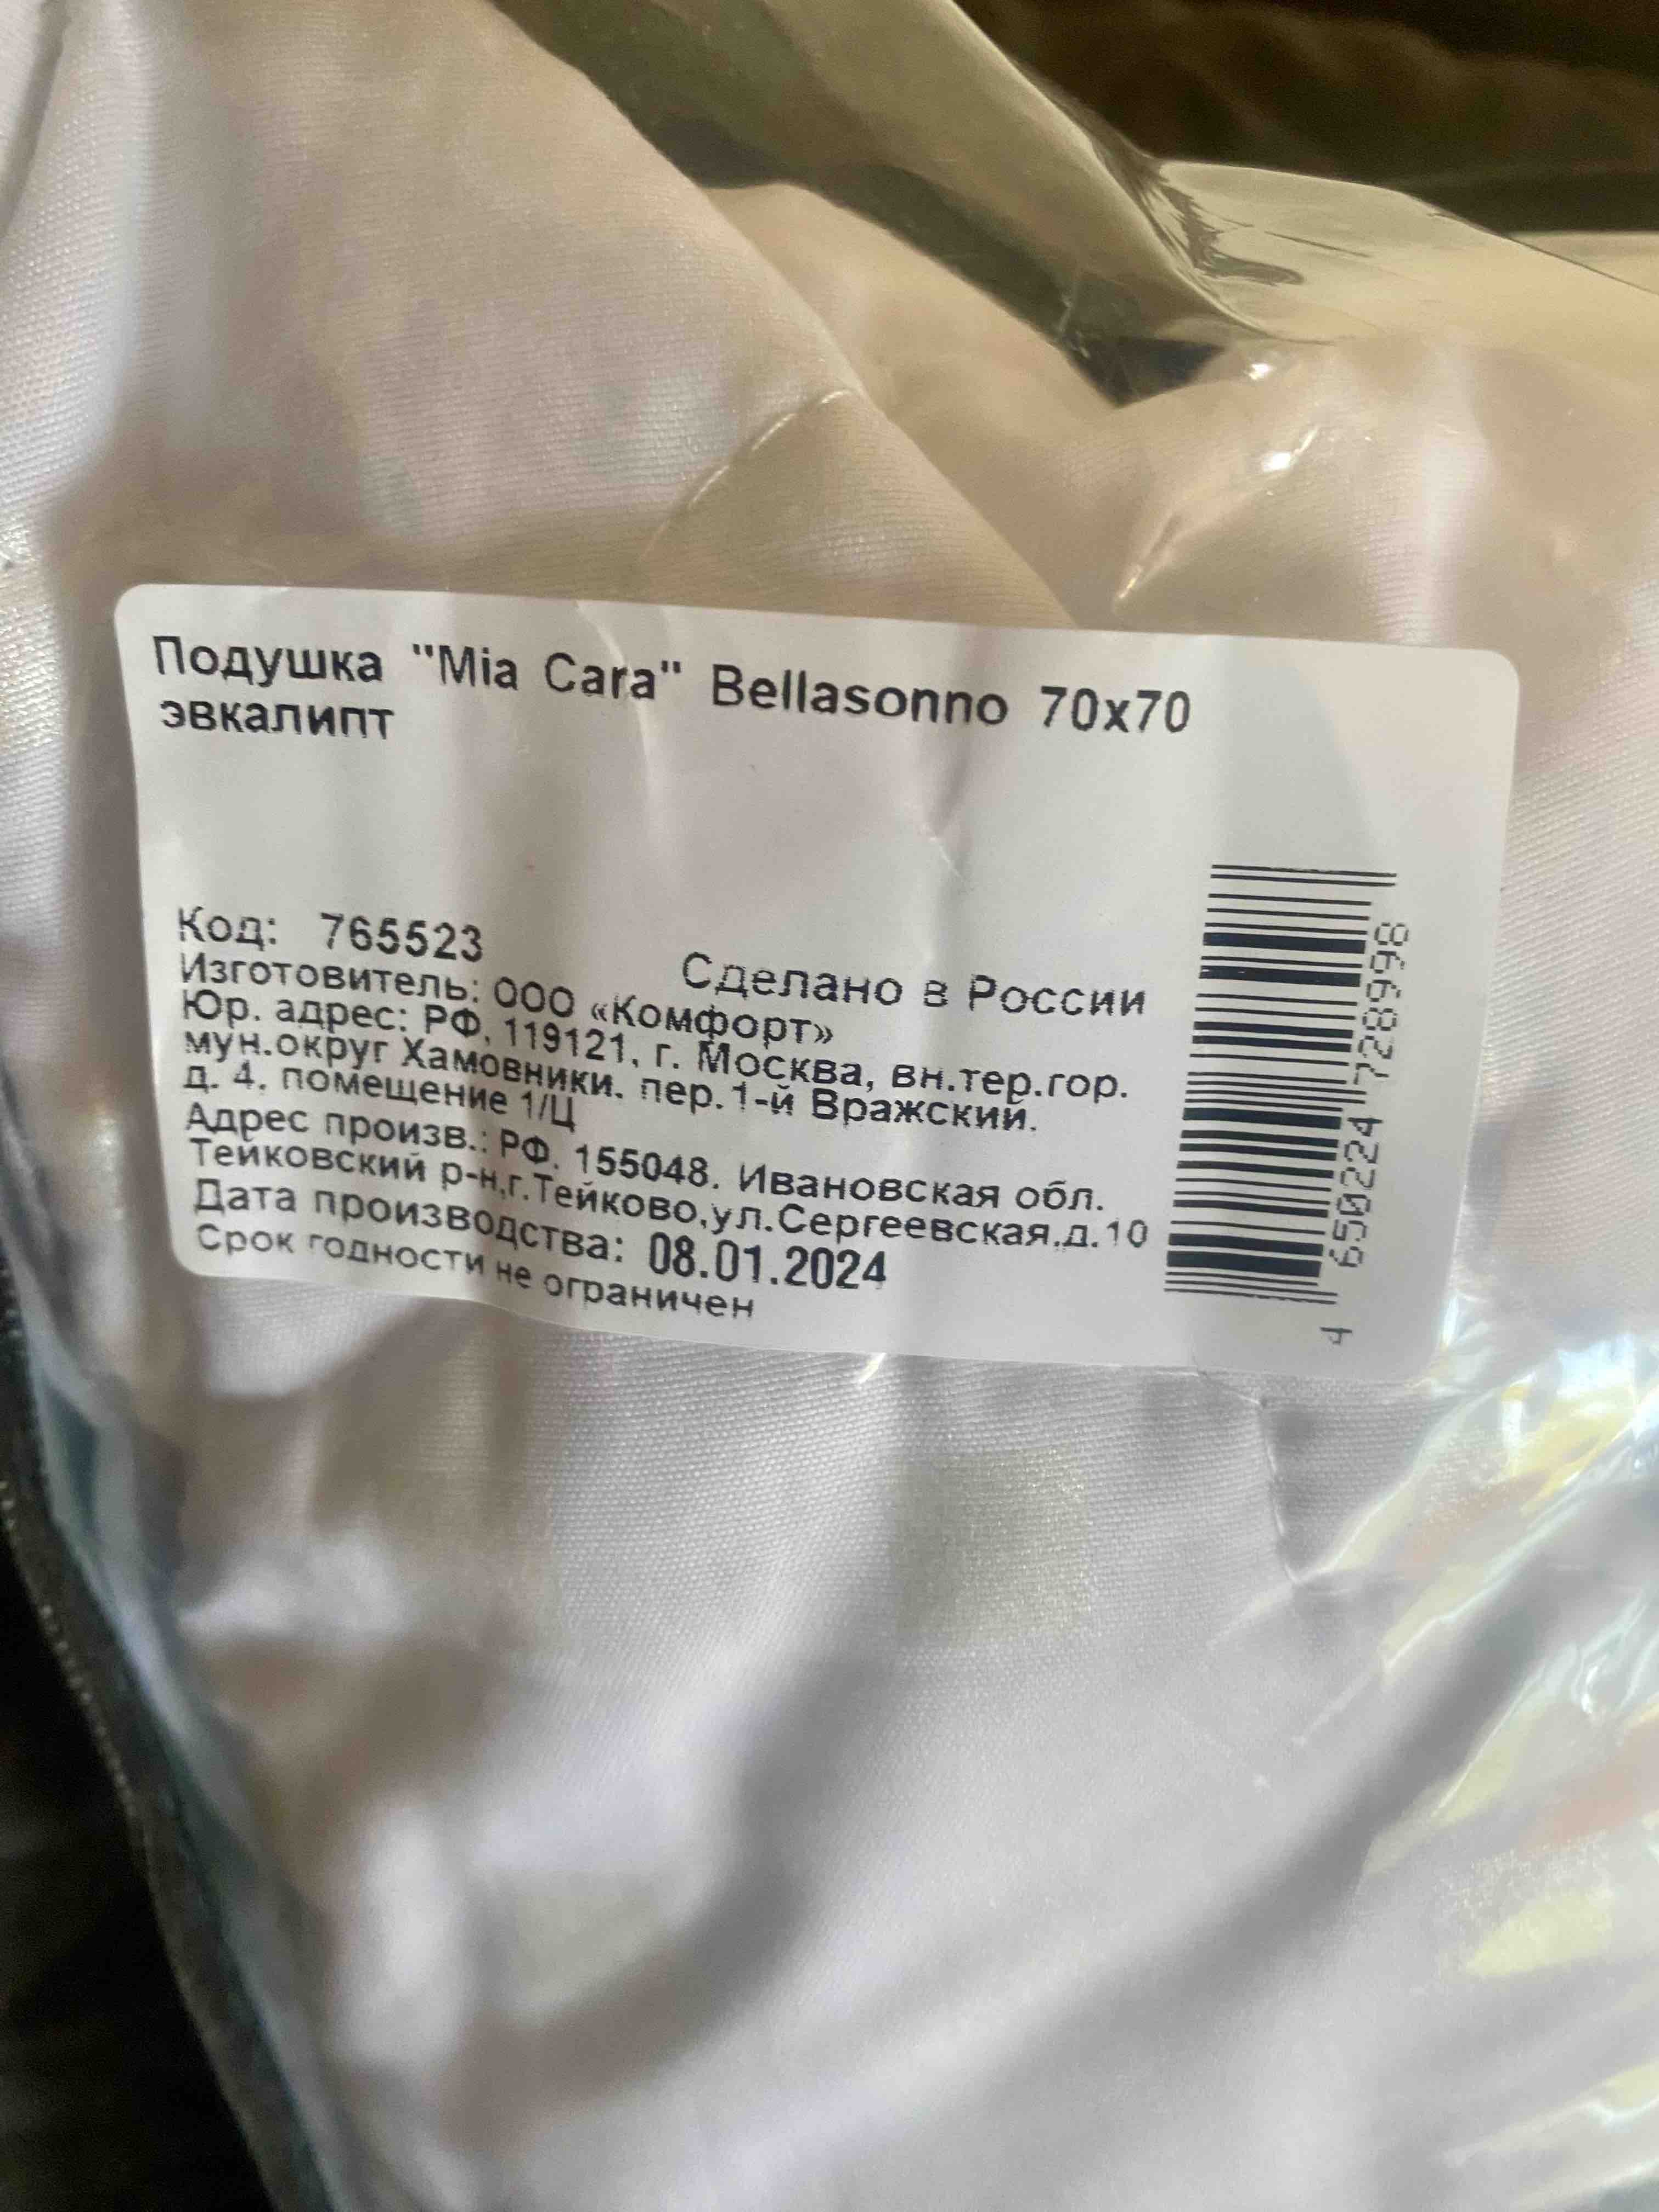 Подушка "Mia Cara" Bellasonno 70x70
эвкалипт
Код: 765523
Сделано в России
Изготовитель: ООО «Комфорт»
Юр. адрес: РФ, 119121, г. Москва, вн.тер.гор.
мун.округ Хамовники. пер. 1-й Вражский.
д. 4. помещение 1/Ц
Адрес произв.: РФ, 155048. Ивановская обл.
Тейковский р-н,г.Тейково,ул.Сергеевская.д.10
Дата производства: 08.01.2024
Срок годности не ограничен
4 650224 728998